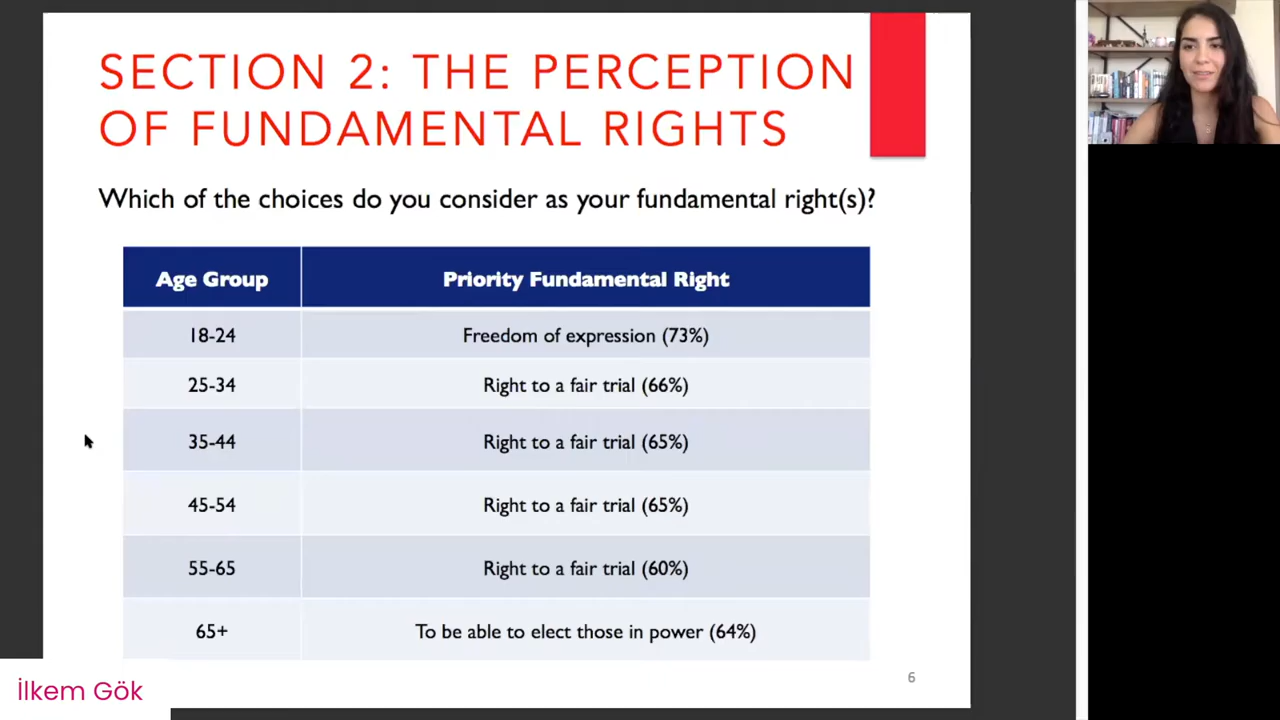 SECTION 2: THE PERCEPTION
OF FUNDAMENTAL RIGHTS
Which of the choices do you consider as your fundamental right(s)?
Age Group Priority Fundamental Right
18-24 Freedom of expression (73%)
25-34 Right to a fair trial (66%)
35-44 Right to a fair trial (65%)
45-54 Right to a fair trial (65%)
55-65 Right to a fair trial (60%)
65+ To be able to elect those in power (64%)
6
İlkem Gök